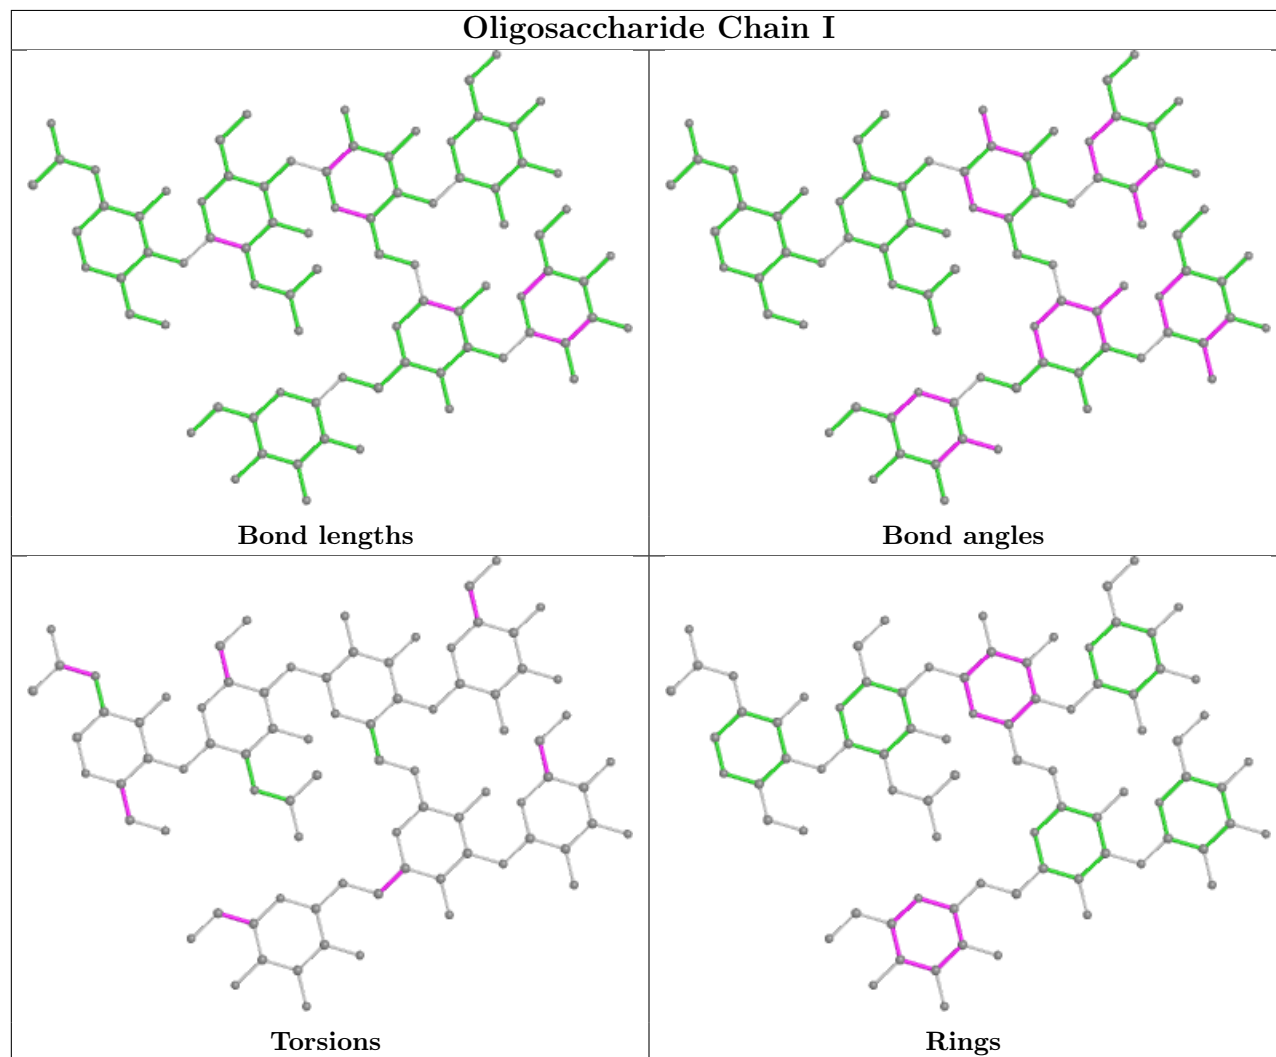 Oligosaccharide Chain I
Bond lengths
Bond angles
Torsions
Rings